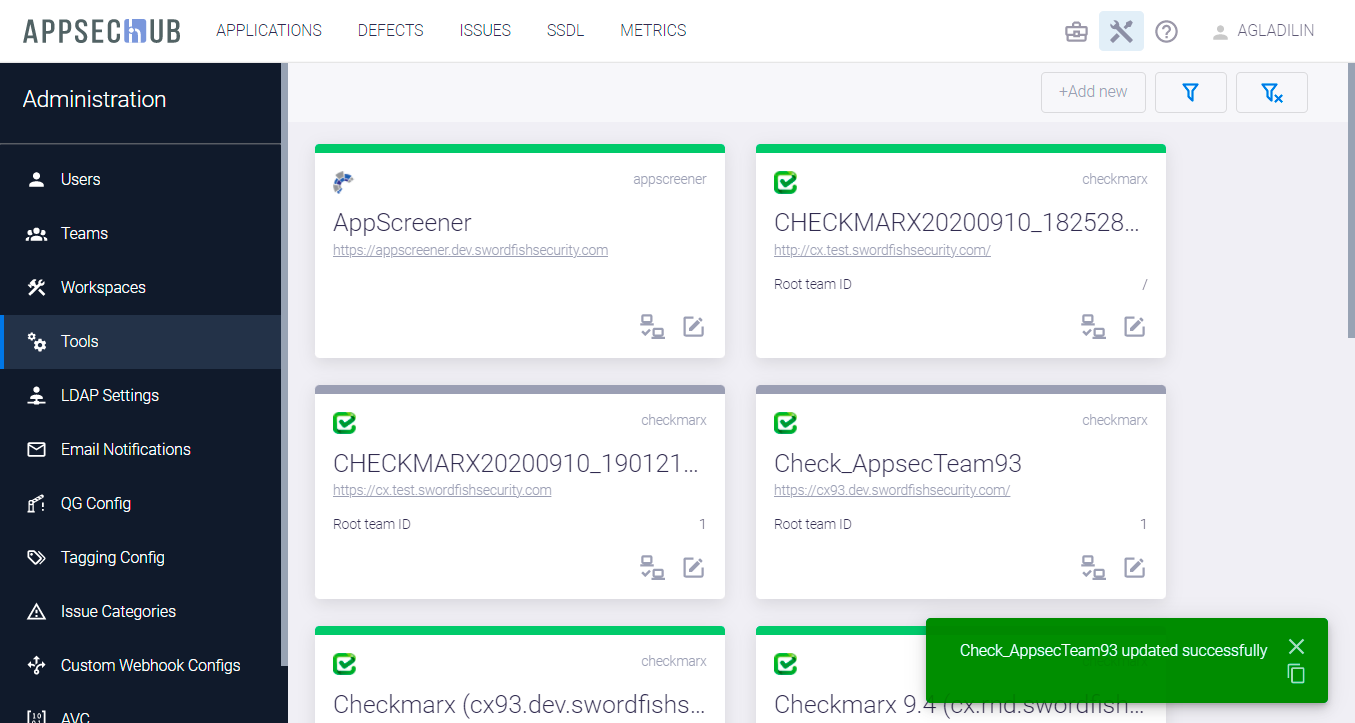 APPSECHUB
APPLICATIONS
DEFECTS
ISSUES
SSDL
METRICS
AGLADILIN
Administration
Users
Teams
Workspaces
Tools
LDAP Settings
Email Notifications
QG Config
Tagging Config
Issue Categories
Custom Webhook Configs
AVC
+Add new
appscreener
AppScreener
https://appscreener.dev.swordfishsecurity.com
checkmarx
CHECKMARX20200910_182528...
http://cx.test.swordfishsecurity.com/
Root team ID /
checkmarx
CHECKMARX20200910_190121...
https://cx.test.swordfishsecurity.com
Root team ID 1
checkmarx
Check_AppsecTeam93
https://cx93.dev.swordfishsecurity.com/
Root team ID 1
checkmarx
Checkmarx (cx93.dev.swordfishs...
Checkmarx 9.4 (cx.rnd.swordfish...
Check_AppsecTeam93 updated successfully